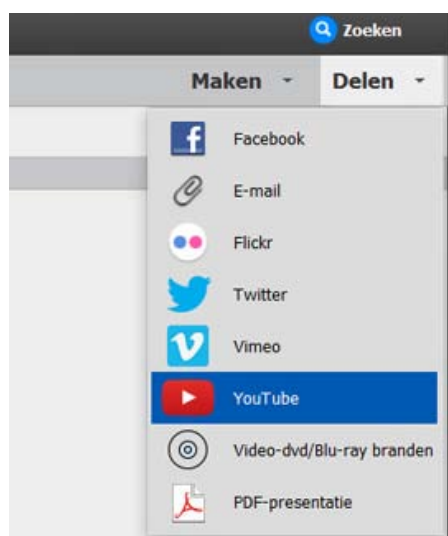 Zoeken
Maken Delen
Facebook
E-mail
Flickr
Twitter
Vimeo
YouTube
Video-dvd/Blu-ray branden
PDF-presentatie